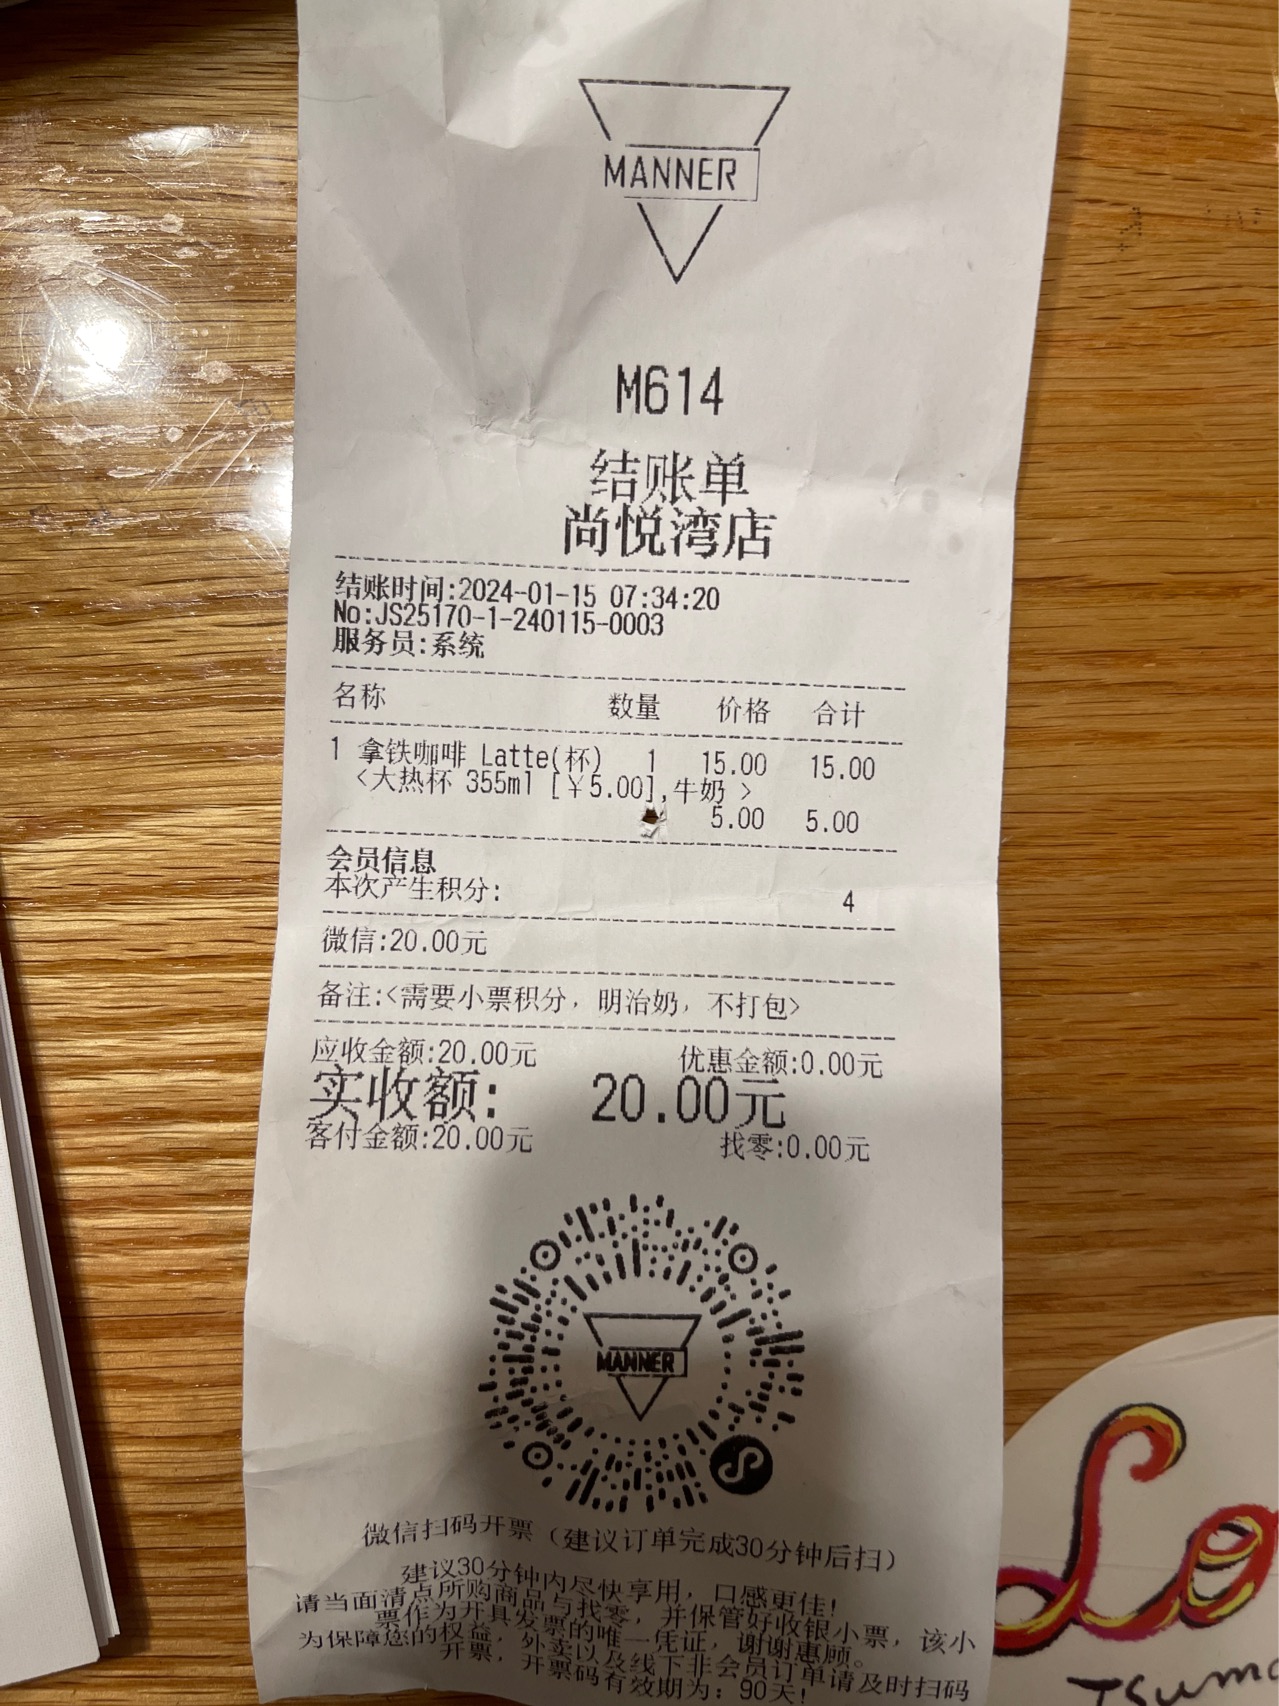 MANNER
M614
结账单
尚悦湾店
结账时间:2024-01-15 07:34:20
No:JS25170-1-240115-0003
服务员:系统
名称 数量 价格 合计
1 拿铁咖啡 Latte(杯) 1 15.00 15.00
<大热杯 355ml [￥5.00],牛奶 >
5.00 5.00
会员信息
本次产生积分: 4
微信:20.00元
备注:<需要小票积分, 明治奶, 不打包>
应收金额:20.00元 优惠金额:0.00元
实收额: 20.00元
客付金额:20.00元 找零:0.00元
MANNER
微信扫码开票（建议订单完成30分钟后扫）
建议30分钟内尽快享用, 口感更佳!
请当面清点所购商品与找零, 并保管好收银小票, 该小
票作为开具发票的唯一凭证, 谢谢惠顾。
为保障您的权益, 外卖以及线下非会员订单请及时扫码
开票, 开票码有效期为: 90天!
Lo